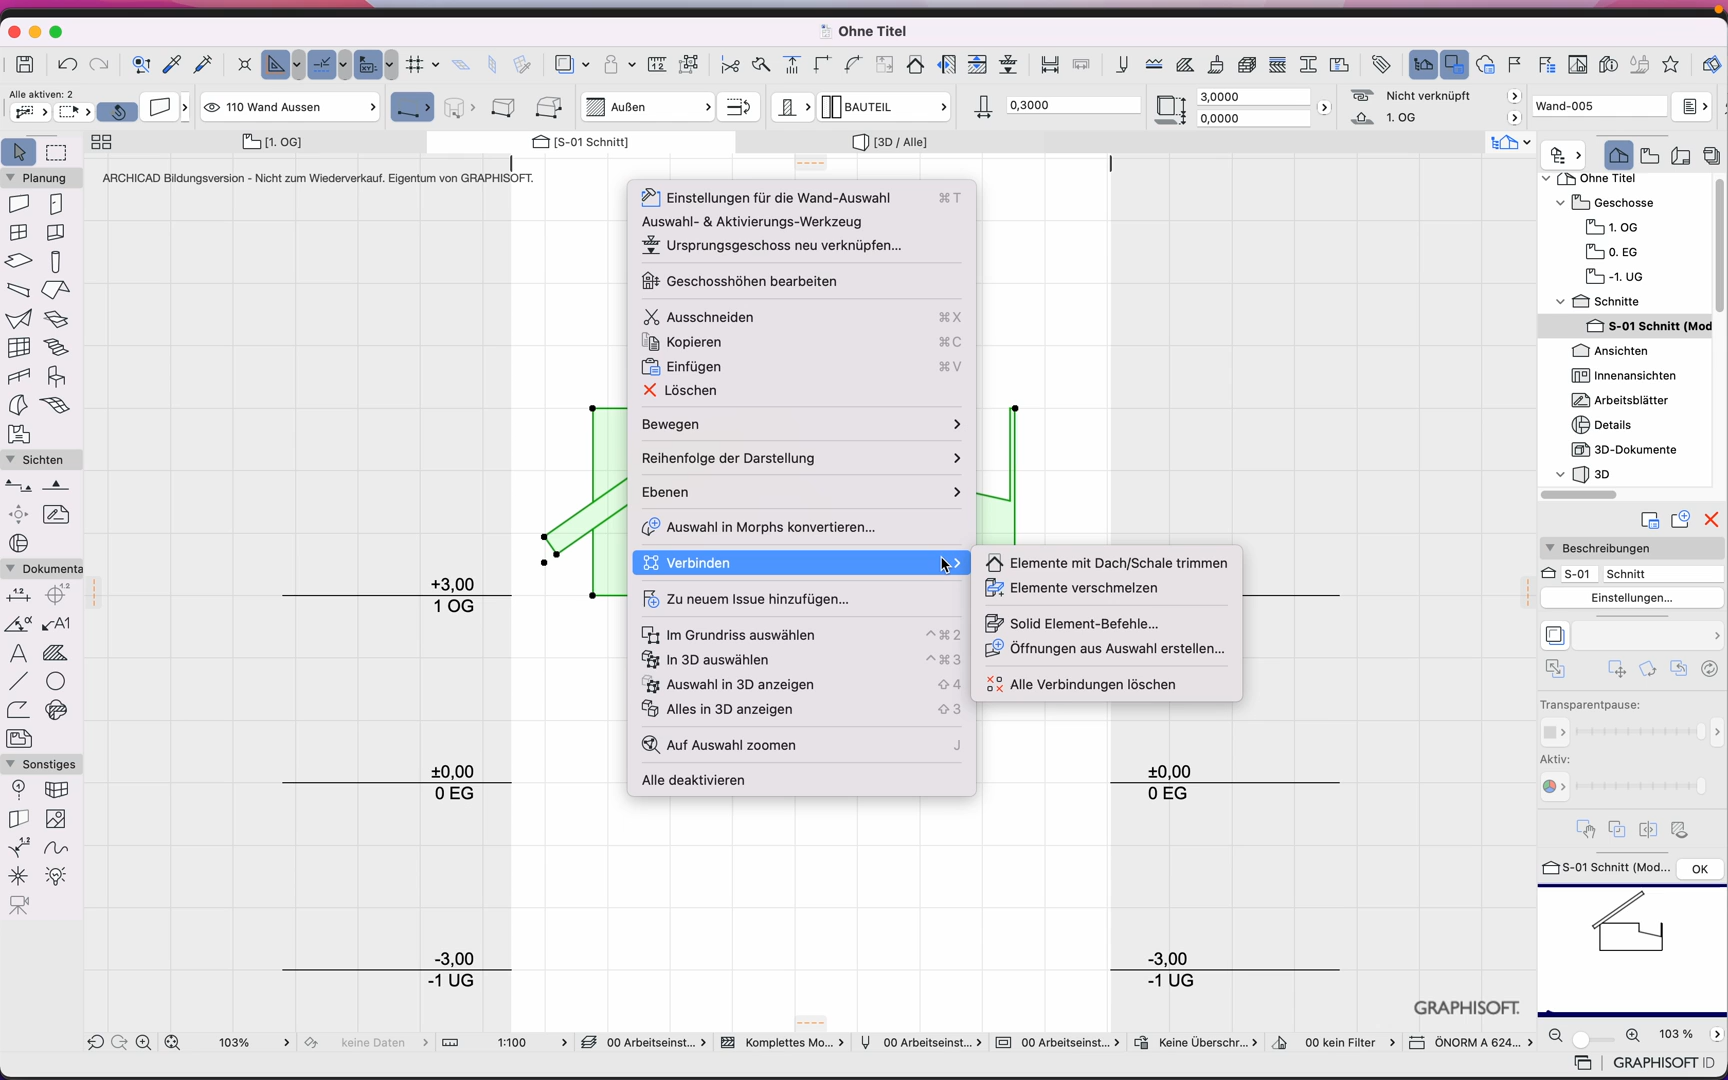 Ohne Titel
Alle aktiven: 2
110 Wand Aussen
Außen
BAUTEIL
0,3000
3,0000
0,0000
Nicht verknüpft
1. OG
Wand-005
[1. OG]
[S-01 Schnitt]
[3D / Alle]
Planung
Sichten
Dokumenta
1.2
A1
Sonstiges
ARCHICAD Bildungsversion - Nicht zum Wiederverkauf. Eigentum von GRAPHISOFT.
Einstellungen für die Wand-Auswahl ⌘T
Auswahl- & Aktivierungs-Werkzeug
Ursprungsgeschoss neu verknüpfen...
Geschosshöhen bearbeiten
Ausschneiden ⌘X
Kopieren ⌘C
Einfügen ⌘V
Löschen
Bewegen
Reihenfolge der Darstellung
Ebenen
Auswahl in Morphs konvertieren...
Verbinden
Zu neuem Issue hinzufügen...
Im Grundriss auswählen ^⌘2
In 3D auswählen ^⌘3
Auswahl in 3D anzeigen ⇧4
Alles in 3D anzeigen ⇧3
Auf Auswahl zoomen J
Alle deaktivieren
Elemente mit Dach/Schale trimmen
Elemente verschmelzen
Solid Element-Befehle...
Öffnungen aus Auswahl erstellen...
Alle Verbindungen löschen
+3,00
1 OG
±0,00
0 EG
-3,00
-1 UG
±0,00
0 EG
-3,00
-1 UG
GRAPHISOFT.
Ohne Titel
Geschosse
1. OG
0. EG
-1. UG
Schnitte
S-01 Schnitt (Mod
Ansichten
Innenansichten
Arbeitsblätter
Details
3D-Dokumente
3D
Beschreibungen
S-01 Schnitt
Einstellungen...
Transparentpause:
Aktiv:
S-01 Schnitt (Mod...
OK
103%
keine Daten
1:100
00 Arbeitseinst...
Komplettes Mo...
00 Arbeitseinst...
00 Arbeitseinst...
Keine Überschr...
00 kein Filter
ÖNORM A 624...
103 %
GRAPHISOFT ID